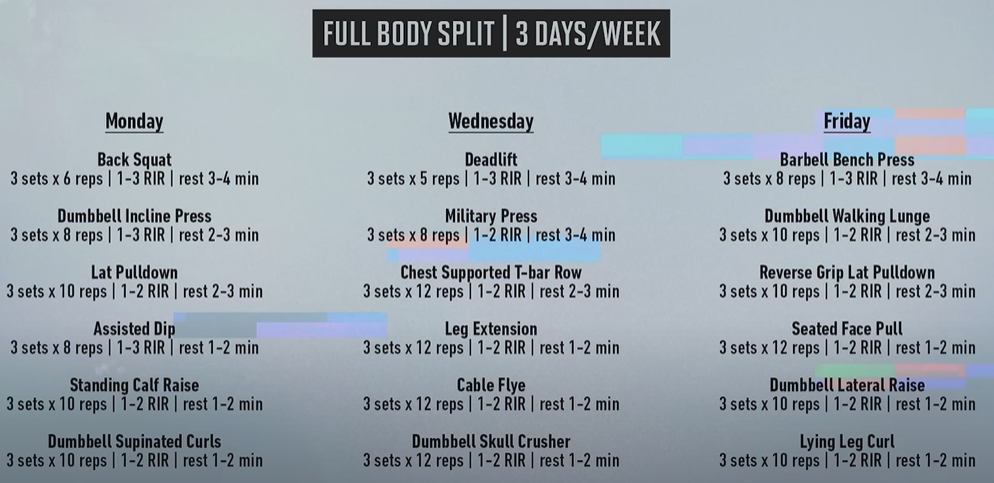 FULL BODY SPLIT | 3 DAYS/WEEK
Monday
Back Squat
3 sets x 6 reps | 1-3 RIR | rest 3-4 min
Dumbbell Incline Press
3 sets x 8 reps | 1-3 RIR | rest 2-3 min
Lat Pulldown
3 sets x 10 reps | 1-2 RIR | rest 2-3 min
Assisted Dip
3 sets x 8 reps | 1-3 RIR | rest 1-2 min
Standing Calf Raise
3 sets x 10 reps | 1-2 RIR | rest 1-2 min
Dumbbell Supinated Curls
3 sets x 10 reps | 1-2 RIR | rest 1-2 min
Wednesday
Deadlift
3 sets x 5 reps | 1-3 RIR | rest 3-4 min
Military Press
3 sets x 8 reps | 1-2 RIR | rest 3-4 min
Chest Supported T-bar Row
3 sets x 12 reps | 1-2 RIR | rest 2-3 min
Leg Extension
3 sets x 12 reps | 1-2 RIR | rest 1-2 min
Cable Flye
3 sets x 12 reps | 1-2 RIR | rest 1-2 min
Dumbbell Skull Crusher
3 sets x 12 reps | 1-2 RIR | rest 1-2 min
Friday
Barbell Bench Press
3 sets x 8 reps | 1-3 RIR | rest 3-4 min
Dumbbell Walking Lunge
3 sets x 10 reps | 1-2 RIR | rest 2-3 min
Reverse Grip Lat Pulldown
3 sets x 10 reps | 1-2 RIR | rest 2-3 min
Seated Face Pull
3 sets x 12 reps | 1-2 RIR | rest 1-2 min
Dumbbell Lateral Raise
3 sets x 10 reps | 1-2 RIR | rest 1-2 min
Lying Leg Curl
3 sets x 10 reps | 1-2 RIR | rest 1-2 min